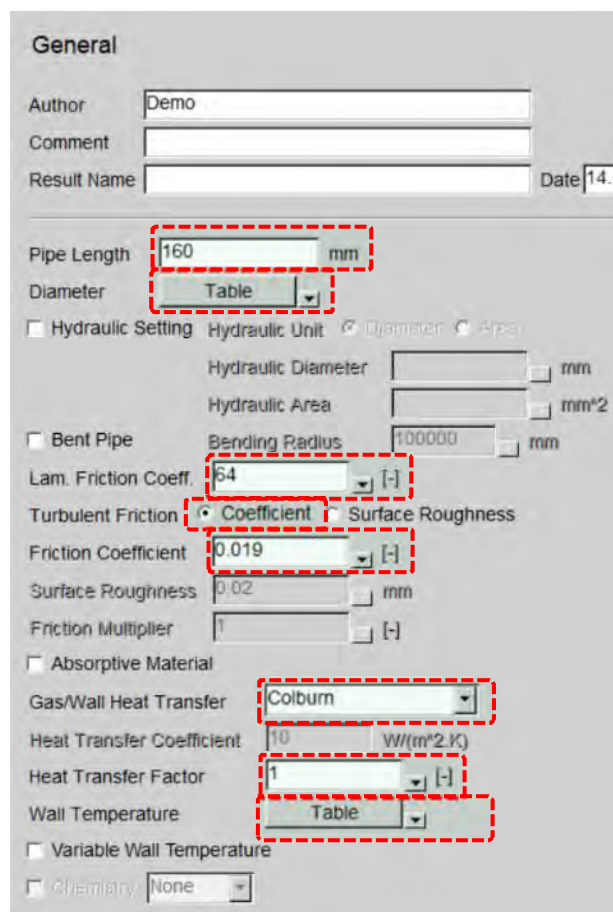 General
Author Demo
Comment
Result Name Date 14.
Pipe Length 160 mm
Diameter Table
Hydraulic Setting Hydraulic Unit Diameter Area
Hydraulic Diameter mm
Hydraulic Area mm^2
Bent Pipe Bending Radius 100000 mm
Lam. Friction Coeff. 64 [-]
Turbulent Friction Coefficient Surface Roughness
Friction Coefficient 0.019 [-]
Surface Roughness 0.02 mm
Friction Multiplier 1 [-]
Absorptive Material
Gas/Wall Heat Transfer Colburn
Heat Transfer Coefficient 10 W/(m^2.K)
Heat Transfer Factor 1 [-]
Wall Temperature Table
Variable Wall Temperature
Chemistry None